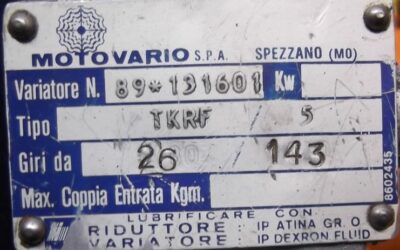 MOTOVARIO S.P.A. SPEZZANO (MO)
Variatore N. 89*131601 Kw
Tipo TKRF 5
Giri da 26 143
Max. Coppia Entrata Kgm.
LUBRIFICARE CON:
RIDUTTORE: IP ATINA GR. 0
VARIATORE: IP DEXRON FLUID
8602435